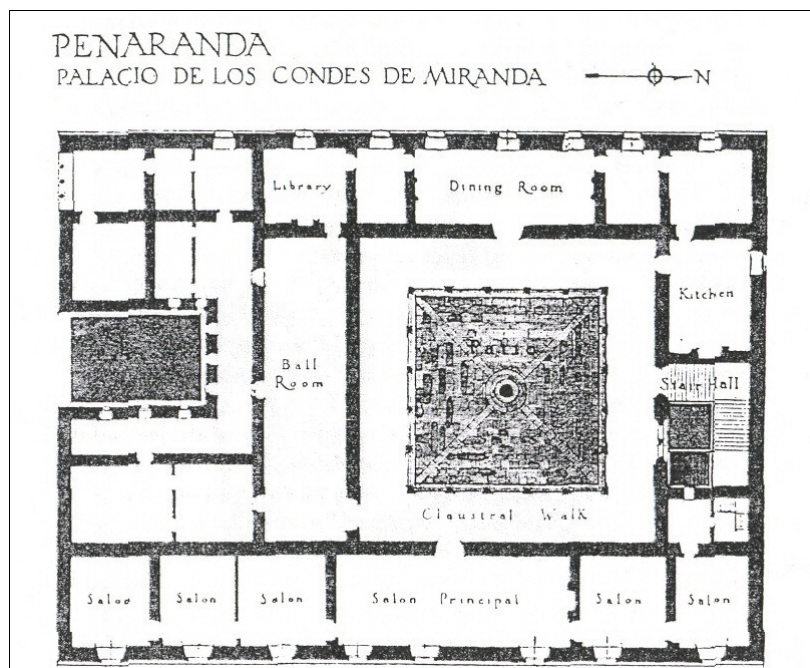 PENARANDA
PALACIO DE LOS CONDES DE MIRANDA N
Library
Dining Room
Kitchen
Patio
Ball
Room
Stair Hall
Claustral Walk
Salon Salon Salon Salon Principal Salon Salon